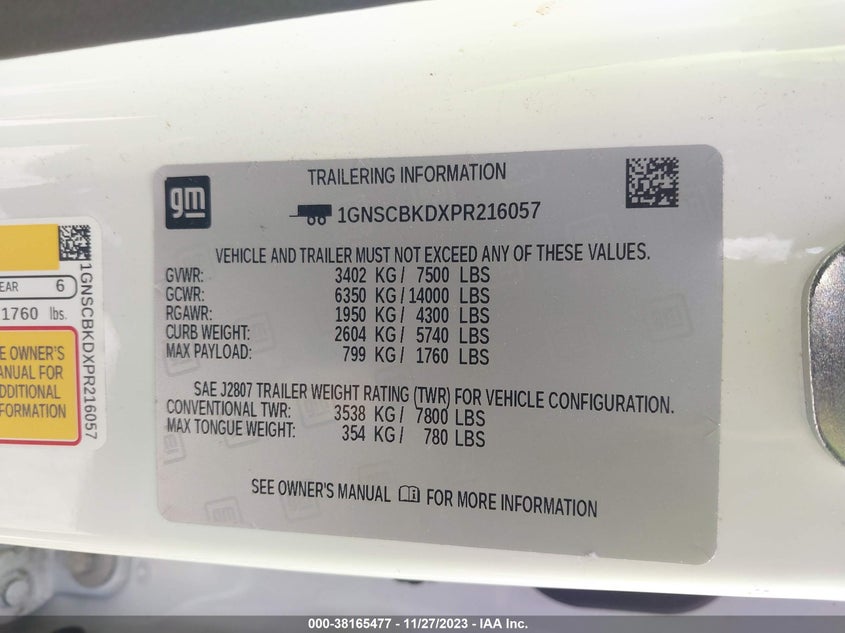 gm
TRAILERING INFORMATION
1GNSCBKDXPR216057
VEHICLE AND TRAILER MUST NOT EXCEED ANY OF THESE VALUES.
GVWR: 3402 KG / 7500 LBS
GCWR: 6350 KG / 14000 LBS
RGAWR: 1950 KG / 4300 LBS
CURB WEIGHT: 2604 KG / 5740 LBS
MAX PAYLOAD: 799 KG / 1760 LBS
SAE J2807 TRAILER WEIGHT RATING (TWR) FOR VEHICLE CONFIGURATION.
CONVENTIONAL TWR: 3538 KG / 7800 LBS
MAX TONGUE WEIGHT: 354 KG / 780 LBS
SEE OWNER'S MANUAL FOR MORE INFORMATION
EAR 6
1760 lbs.
E OWNER'S
ANUAL FOR
DDITIONAL
FORMATION
1GNSCBKDXPR216057
000-38165477 - 11/27/2023 - IAA Inc.